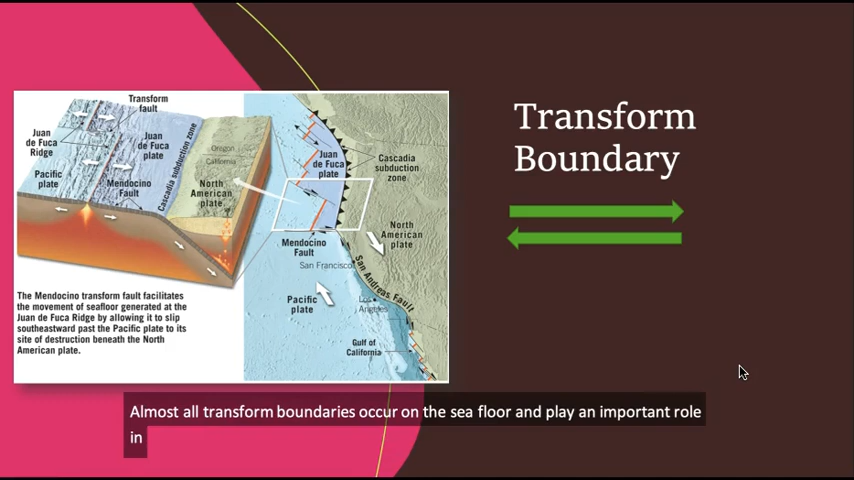 Transform
Boundary
Transform
fault
Juan
de Fuca
Ridge
Juan
de Fuca
plate
Cascadia subduction zone
Oregon
California
Pacific
plate
Mendocino
Fault
North
American
plate
Juan
de Fuca
plate
Cascadia
subduction
zone
North
American
plate
Mendocino
Fault
San Francisco
San Andreas Fault
Pacific
plate
Los
Angeles
Gulf of
California
The Mendocino transform fault facilitates
the movement of seafloor generated at the
Juan de Fuca Ridge by allowing it to slip
southeastward past the Pacific plate to its
site of destruction beneath the North
American plate.
Almost all transform boundaries occur on the sea floor and play an important role
in